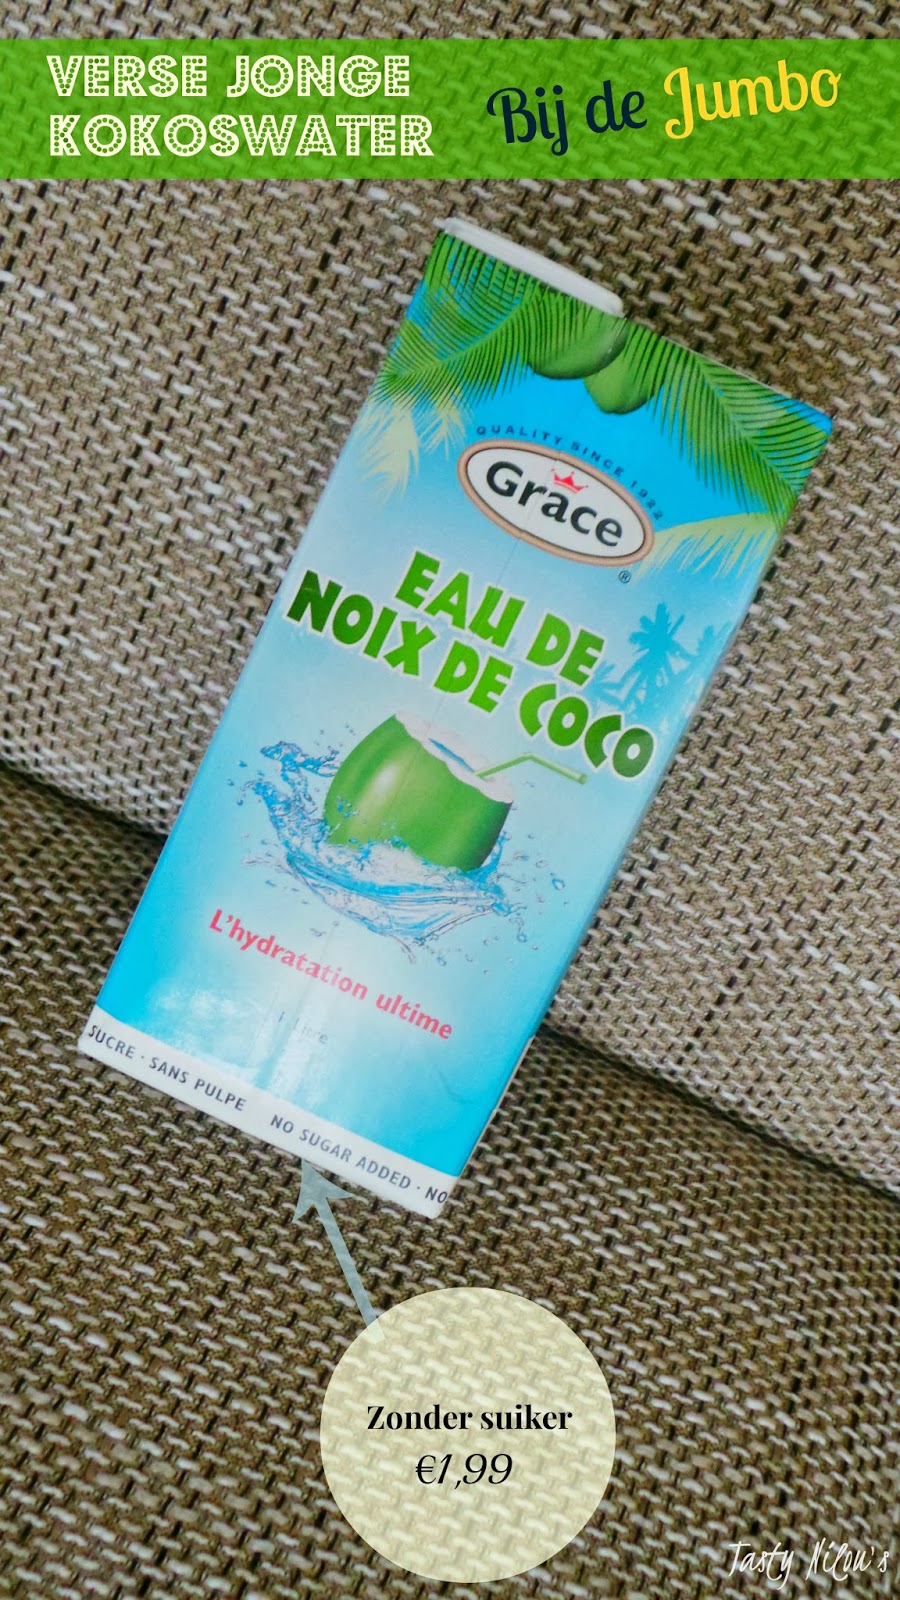 VERSE JONGE
KOKOSWATER
Bij de Jumbo
QUALITY SINCE 1922
Grace
®
EAU DE
NOIX DE COCO
L'hydratation ultime
SUCRE · SANS PULPE NO SUGAR ADDED · NO
Zonder suiker
€1,99
Tasty Nilou's